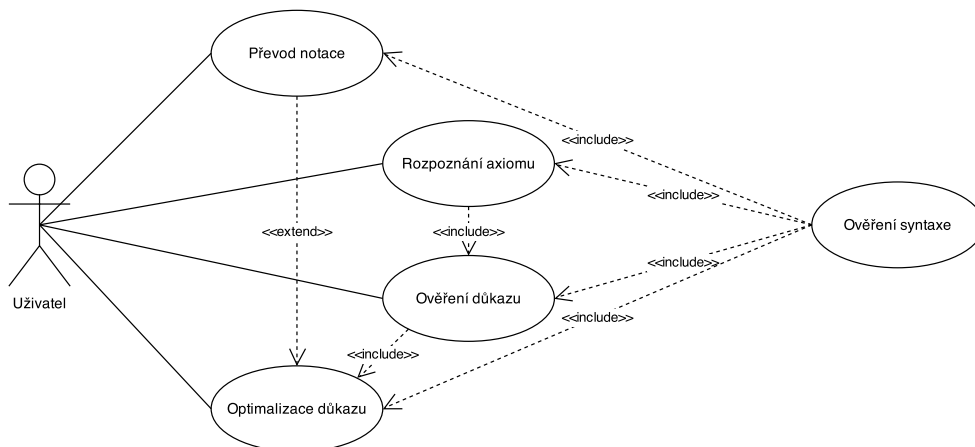 Převod notace
<<include>>
Rozpoznání axiomu
<<include>>
Ověření syntaxe
<<extend>>
<<include>>
<<include>>
Uživatel
Ověření důkazu
<<include>>
<<include>>
Optimalizace důkazu